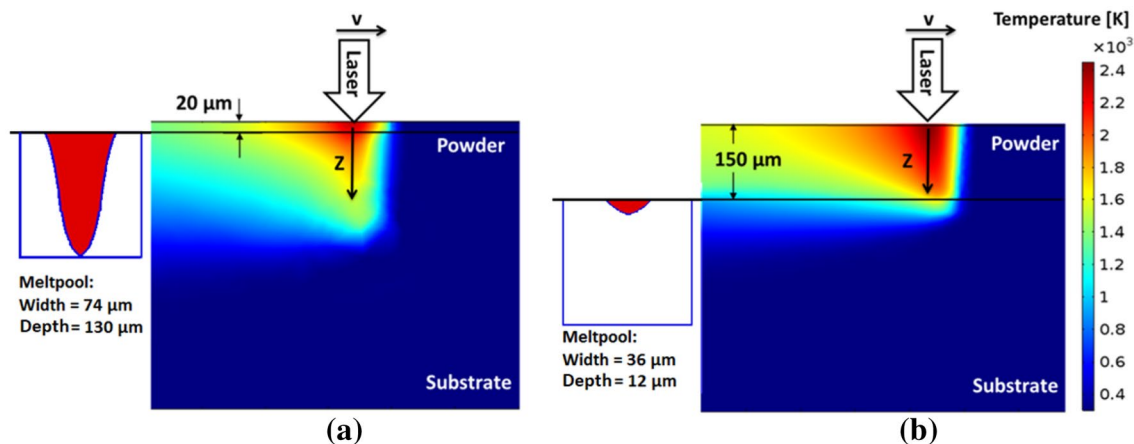 v
Laser
20 µm
Z
Powder
Meltpool:
Width = 74 µm
Depth = 130 µm
Substrate
(a)
v
Laser
150 µm
Z
Powder
Meltpool:
Width = 36 µm
Depth = 12 µm
Substrate
(b)
Temperature [K]
×10³
2.4
2.2
2
1.8
1.6
1.4
1.2
1
0.8
0.6
0.4